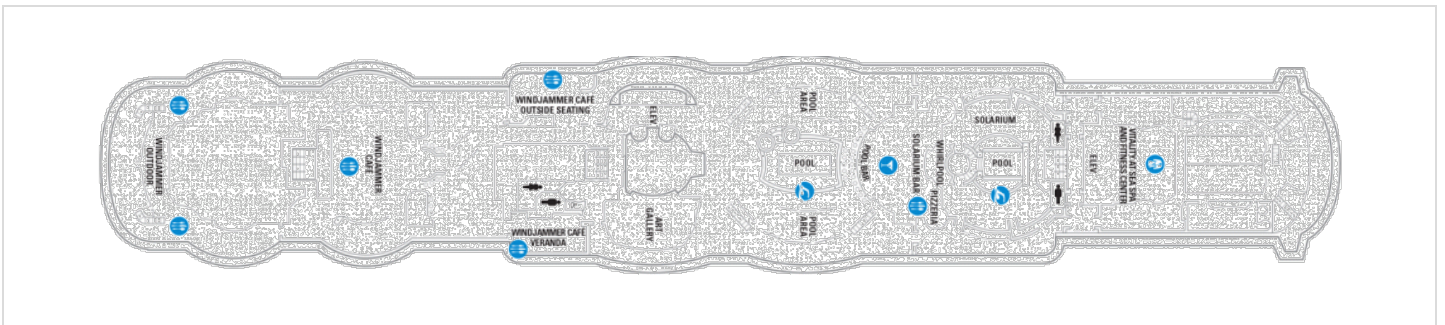 WINDJAMMER
OUTDOOR
WINDJAMMER
CAFE
WINDJAMMER CAFE
OUTSIDE SEATING
WINDJAMMER CAFE
VERANDA
ELEV
ART
GALLERY
POOL
AREA
POOL
POOL
AREA
POOL BAR
SOLARIUM BAR
WHIRLPOOL
PIZZERIA
SOLARIUM
POOL
ELEV
VITALITY AT SEA SPA
AND FITNESS CENTER